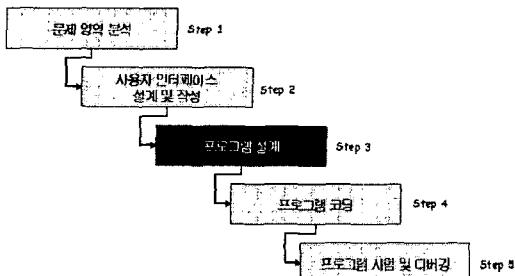 문제 영역 분석 Step 1
사용자 인터페이스
설계 및 작성 Step 2
프로그램 설계 Step 3
프로그램 코딩 Step 4
프로그램 시험 및 디버깅 Step 5